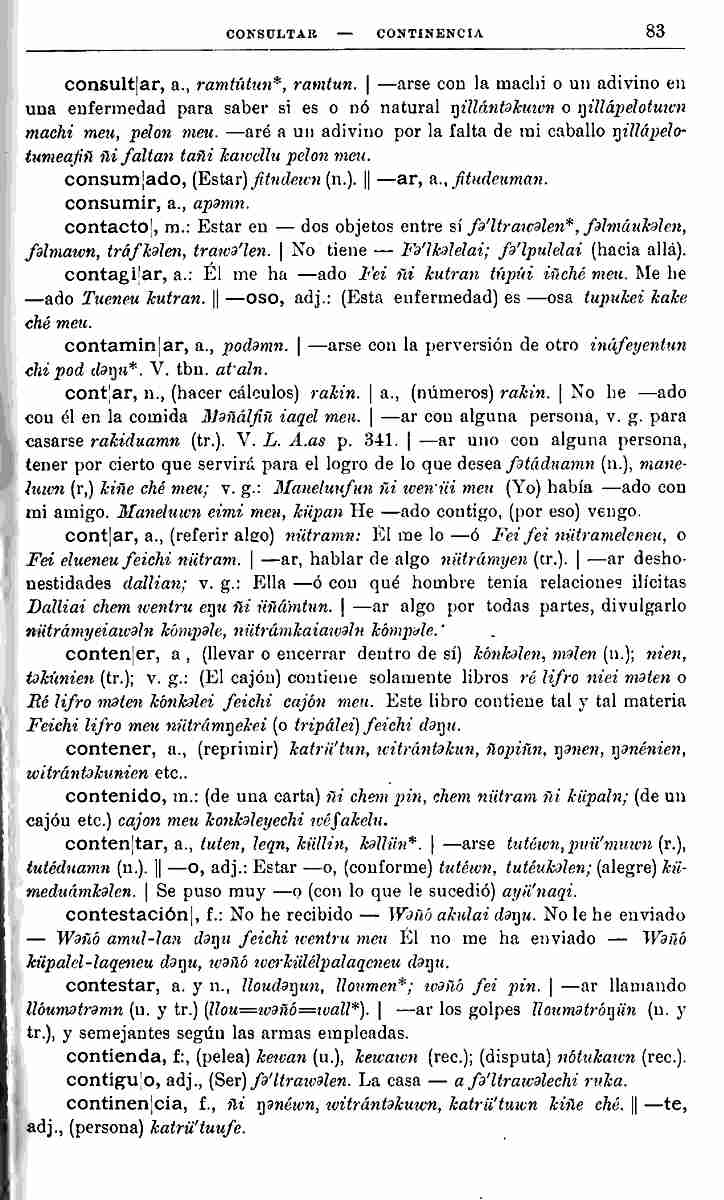 CONSULTAR — CONTINENCIA 83
consult|ar, a., ramtútun*, ramtun. | —arse con la machi o un adivino en
una enfermedad para saber si es o nó natural ŋillántəkuwn o ŋillápelotuwn
machi meu, pelon meu. —aré a un adivino por la falta de mi caballo ŋillápelo-
tumeafiñ ñi faltan tañi kawellu pelon meu.
consum|ado, (Estar) fitudewn (n.). || —ar, a., fitudeuman.
consumir, a., apəmn.
contacto|, m.: Estar en — dos objetos entre sí fə'ltrawəlen*, fəlmáukəlen,
fəlmawn, tráfkəlen, trawə'len. | No tiene — Fə'lkəlelai; fə'lpulelai (hacia allá).
contagi|ar, a.: Él me ha —ado Fei ñi kutran túpúi iñché meu. Me he
—ado Tueneu kutran. || —oso, adj.: (Esta enfermedad) es —osa tupukei kake
ché meu.
contamin|ar, a., podəmn. | —arse con la perversión de otro ináfeyentun
chi pod dəŋu*. V. tbn. at·aln.
cont|ar, n., (hacer cálculos) rakin. | a., (números) rakin. | No he —ado
con él en la comida Məñálfiñ iaqel meu. | —ar con alguna persona, v. g. para
casarse rakiduamn (tr.). V. L. A.as p. 341. | —ar uno con alguna persona,
tener por cierto que servirá para el logro de lo que desea fətáduamn (n.), mane-
luwn (r,) kiñe ché meu; v. g.: Maneluufun ñi wen·üi meu (Yo) había —ado con
mi amigo. Maneluwn eimi meu, küpan He —ado contigo, (por eso) vengo.
cont|ar, a., (referir algo) nütramn: Él me lo —ó Fei fei nütrameleneu, o
Fei elueneu feichi nütram. | —ar, hablar de algo nütrámyen (tr.). | —ar desho-
nestidades dallian; v. g.: Ella —ó con qué hombre tenía relaciones ilícitas
Dalliai chem wentru eŋu ñi üñámtun. | —ar algo por todas partes, divulgarlo
nütrámyeiawəln kómpəle, nütrámkaiawəln kómpəle.
conten|er, a , (llevar o encerrar dentro de sí) kónkəlen, məlen (n.); nien,
təkúnien (tr.); v. g.: (El cajón) contiene solamente libros ré lifro niei məten o
Ré lifro məten kónkəlei feichi cajón meu. Este libro contiene tal y tal materia
Feichi lifro meu nütrámŋekei (o tripálei) feichi dəŋu.
contener, a., (reprimir) katrü'tun, witrántəkun, ñopiñn, ŋənen, ŋənénien,
witrántəkunien etc..
contenido, m.: (de una carta) ñi chem pin, chem nütram ñi küpaln; (de un
cajón etc.) cajon meu konkəleyechi wéʃakelu.
conten|tar, a., tuten, leqn, küllin, kəllün*. | —arse tutéwn, puü'muwn (r.),
tutéduamn (n.). || —o, adj.: Estar —o, (conforme) tutéwn, tutéukəlen; (alegre) kü-
meduámkəlen. | Se puso muy —o (con lo que le sucedió) ayü'naqi.
contestación|, f.: No he recibido — Wəñó akulai dəŋu. No le he enviado
— Wəñó amul-lan dəŋu feichi wentru meu Él no me ha enviado — Wəñó
küpalel-laqeneu dəŋu, wəñó werkülélpalaqeneu dəŋu.
contestar, a. y n., lloudəŋun, lloumen*; wəñó fei pin. | —ar llamando
llóumətrəmn (n. y tr.) (llou=wəñó=wall*). | —ar los golpes lloumətróŋün (n. y
tr.), y semejantes según las armas empleadas.
contienda, f:, (pelea) kewan (n.), kewawn (rec.); (disputa) nótukawn (rec.).
contigu|o, adj., (Ser) fə'ltrawəlen. La casa — a fə'ltrawəlechi ruka.
continen|cia, f., ñi ŋənéwn, witrántəkuwn, katrü'tuwn kiñe ché. || —te,
adj., (persona) katrü'tuufe.